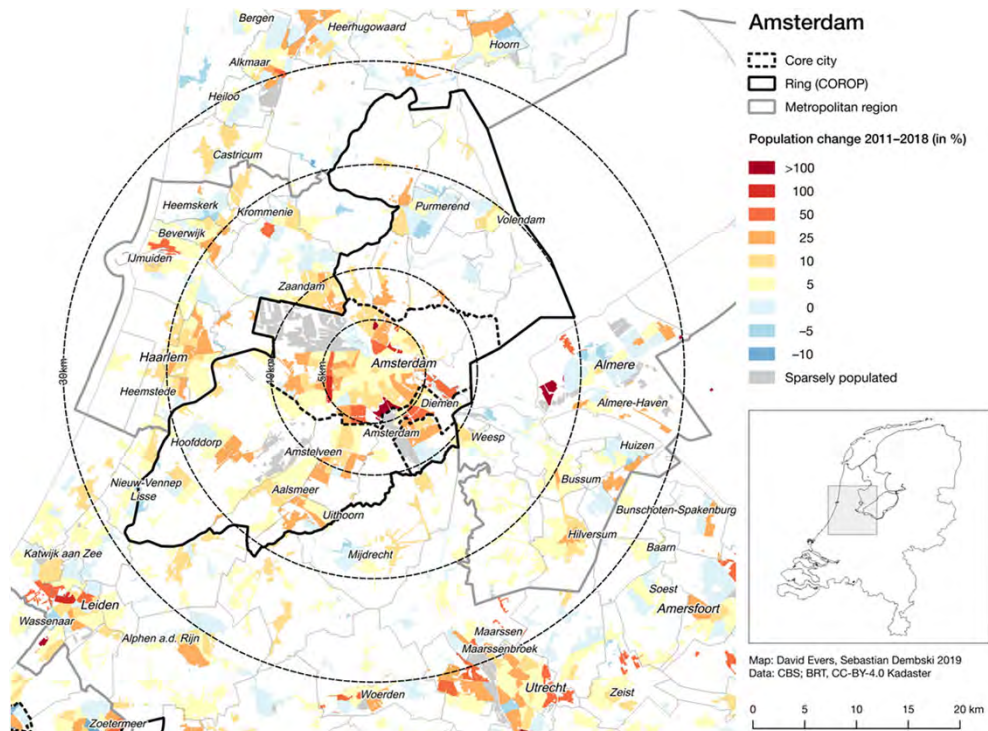 Amsterdam
Core city
Ring (COROP)
Metropolitan region
Population change 2011–2018 (in %)
>100
100
50
25
10
5
0
–5
–10
Sparsely populated
Map: David Evers, Sebastian Dembski 2019
Data: CBS; BRT, CC-BY-4.0 Kadaster
0 5 10 15 20 km
Bergen
Heerhugowaard
Hoorn
Alkmaar
Heiloo
Castricum
Heemskerk
Krommenie
Purmerend
Volendam
Beverwijk
IJmuiden
Zaandam
30km
10km
5km
Haarlem
Amsterdam
Almere
Heemstede
Diemen
Almere-Haven
Amsterdam
Weesp
Hoofddorp
Amstelveen
Huizen
Nieuw-Vennep
Lisse
Aalsmeer
Bussum
Uithoorn
Bunschoten-Spakenburg
Hilversum
Katwijk aan Zee
Mijdrecht
Baarn
Soest
Leiden
Amersfoort
Wassenaar
Alphen a.d. Rijn
Maarssen
Maarssenbroek
Utrecht
Zeist
Woerden
Zoetermeer